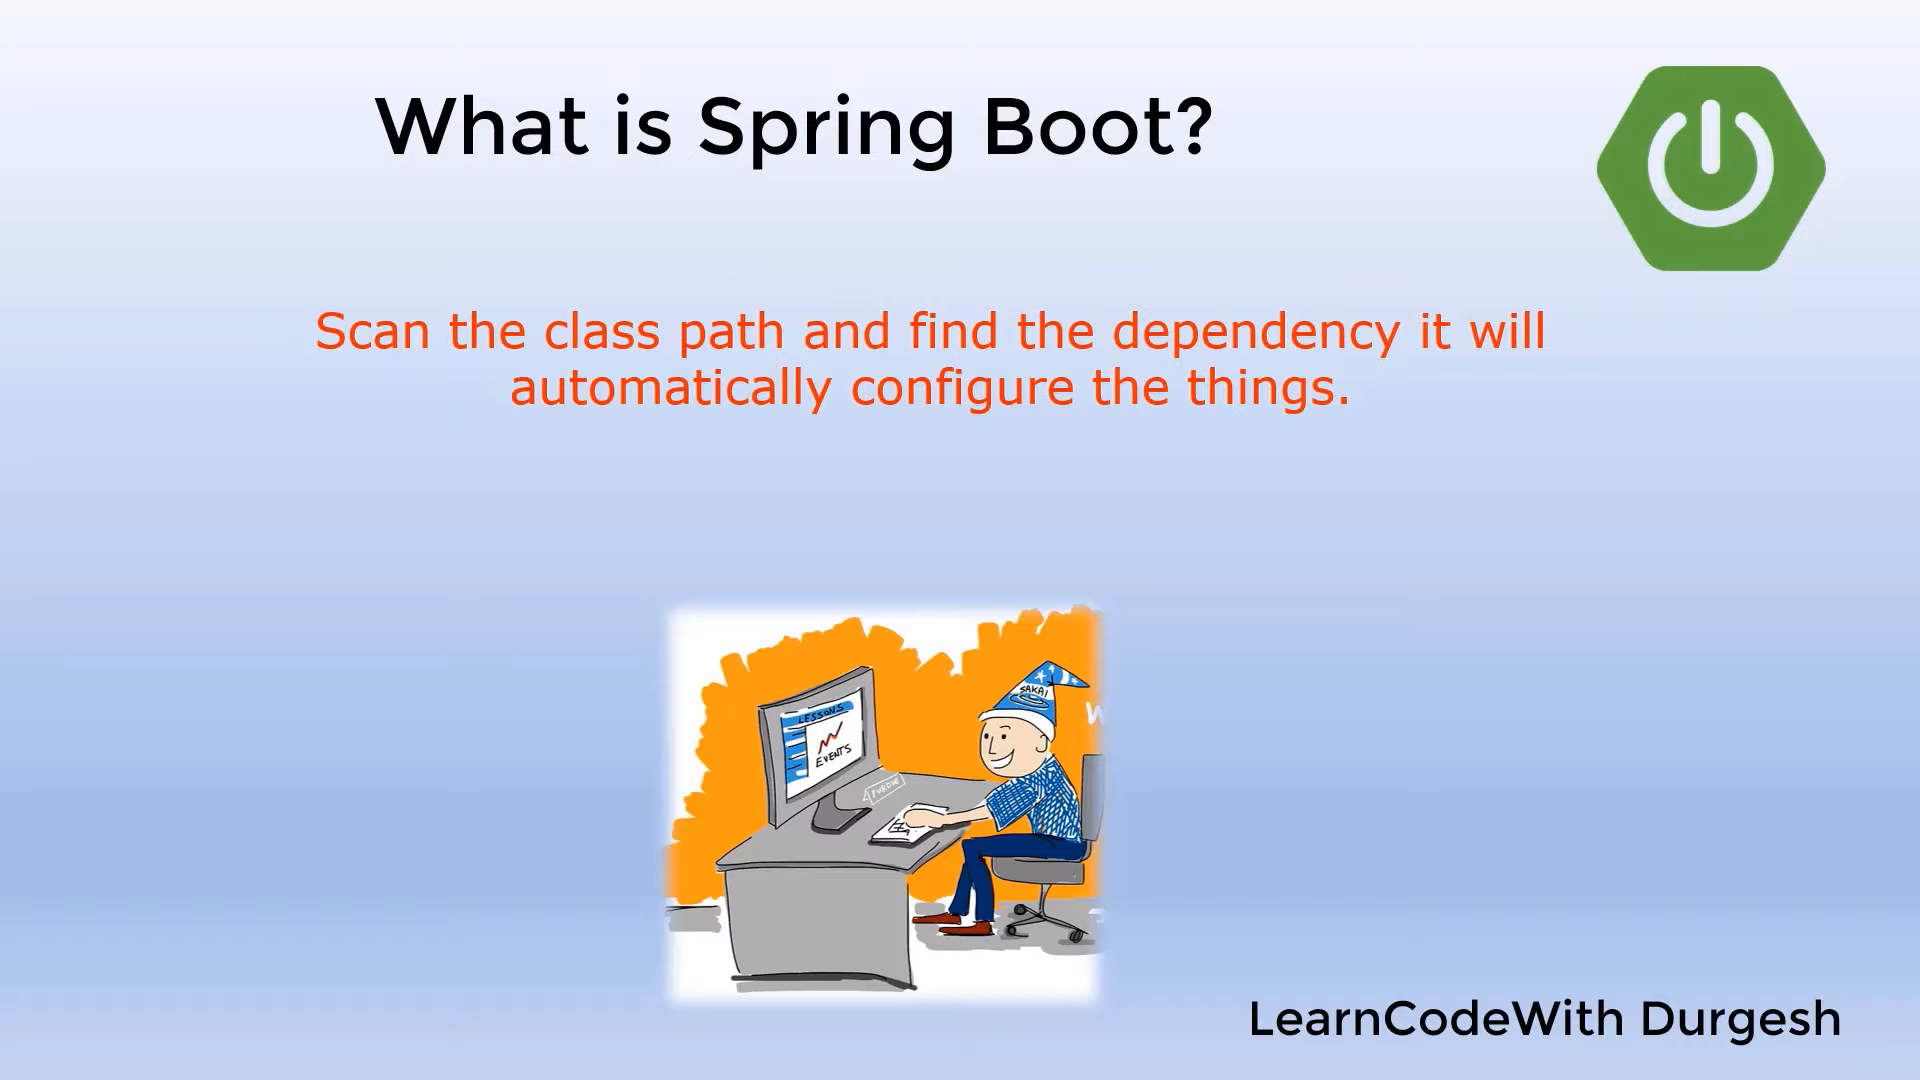 What is Spring Boot?
Scan the class path and find the dependency it will
automatically configure the things.
SAKAI
LESSONS
EVENTS
PURDUE
W
LearnCodeWith Durgesh